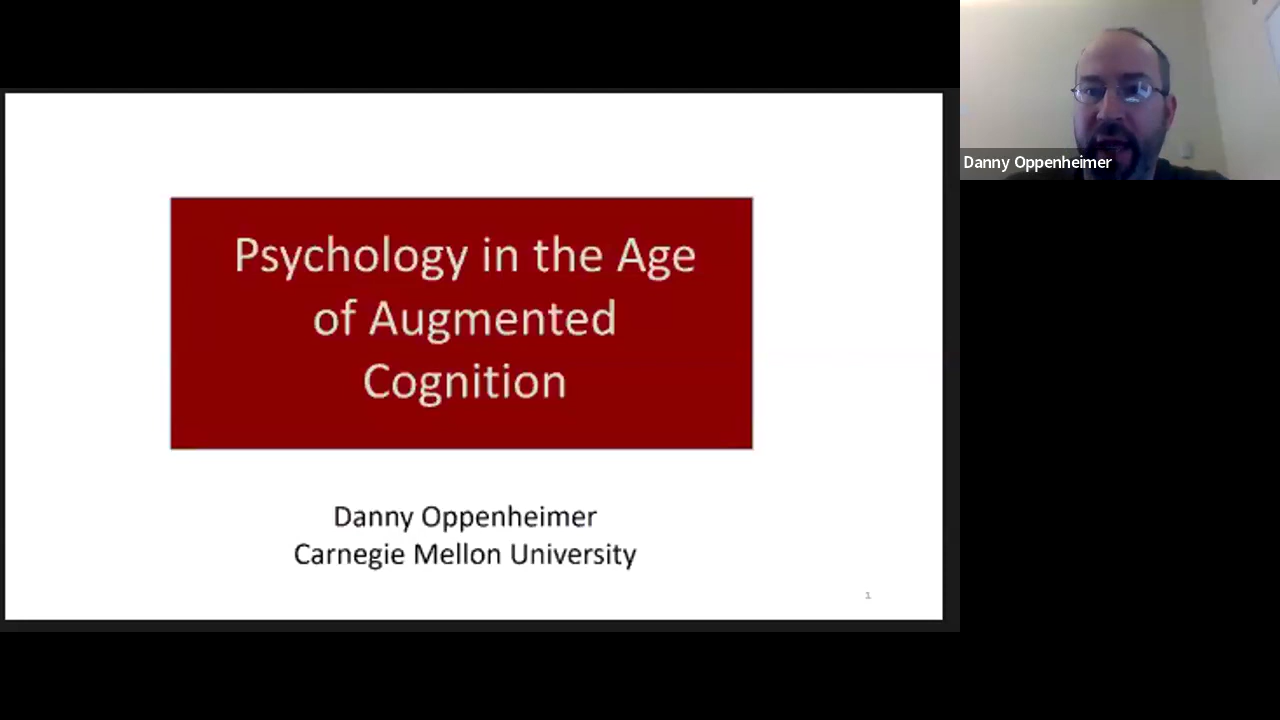 Psychology in the Age
of Augmented
Cognition
Danny Oppenheimer
Carnegie Mellon University
1
Danny Oppenheimer